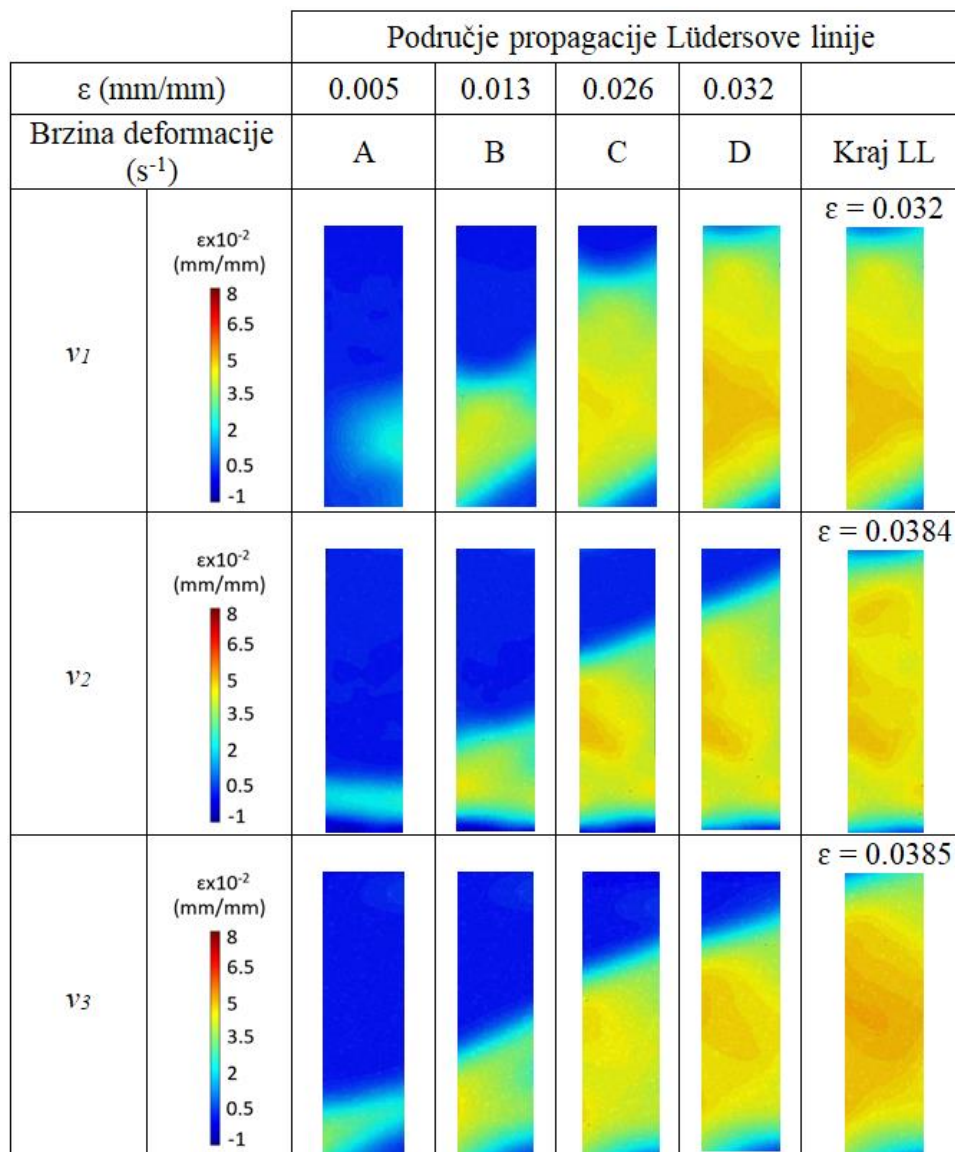 Područje propagacije Lüdersove linije
ε (mm/mm) 0.005 0.013 0.026 0.032
Brzina deformacije
(s-1) A B C D Kraj LL
ε = 0.032
v1
εx10-2
(mm/mm)
8
6.5
5
3.5
2
0.5
-1
ε = 0.0384
v2
εx10-2
(mm/mm)
8
6.5
5
3.5
2
0.5
-1
ε = 0.0385
v3
εx10-2
(mm/mm)
8
6.5
5
3.5
2
0.5
-1